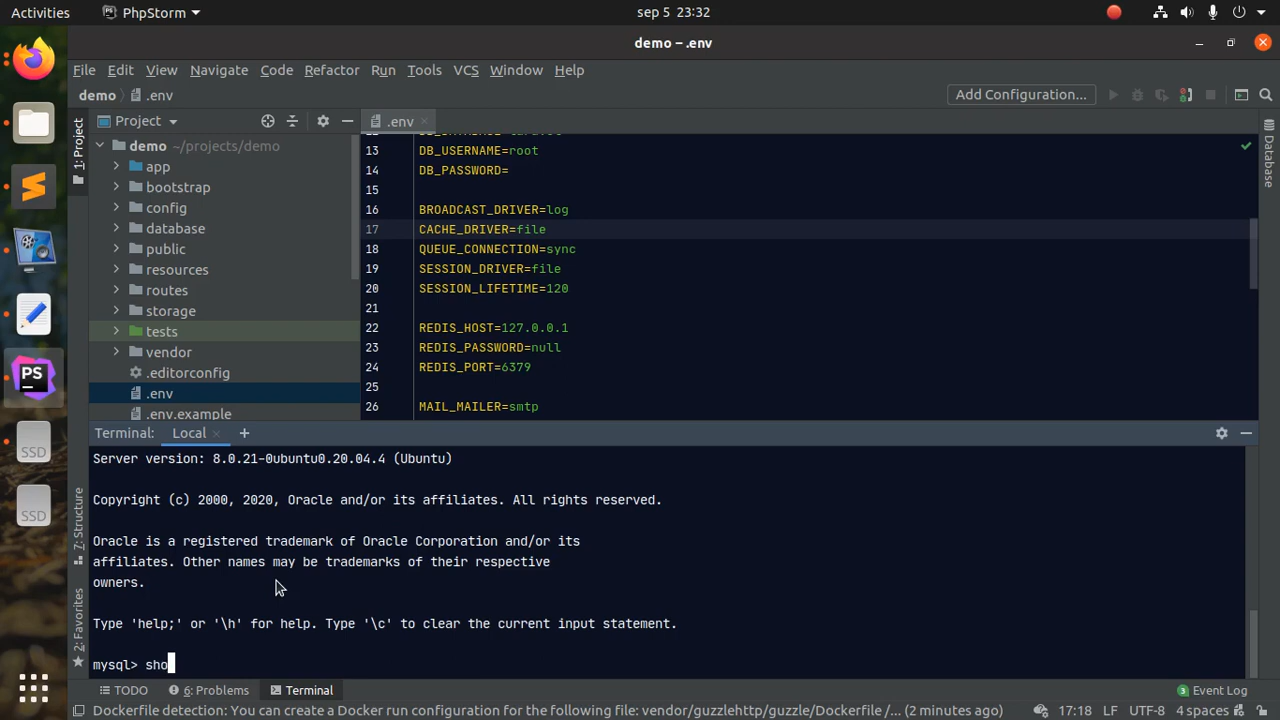 Activities
PhpStorm
sep 5 23:32
demo – .env
File Edit View Navigate Code Refactor Run Tools VCS Window Help
demo
.env
Add Configuration...
1: Project
Project
.env
demo ~/projects/demo
app
bootstrap
config
database
public
resources
routes
storage
tests
vendor
.editorconfig
.env
.env.example
13 DB_USERNAME=root
14 DB_PASSWORD=
15
16 BROADCAST_DRIVER=log
17 CACHE_DRIVER=file
18 QUEUE_CONNECTION=sync
19 SESSION_DRIVER=file
20 SESSION_LIFETIME=120
21
22 REDIS_HOST=127.0.0.1
23 REDIS_PASSWORD=null
24 REDIS_PORT=6379
25
26 MAIL_MAILER=smtp
Database
PS
SSD
SSD
Terminal: Local
Server version: 8.0.21-0ubuntu0.20.04.4 (Ubuntu)
Copyright (c) 2000, 2020, Oracle and/or its affiliates. All rights reserved.
Oracle is a registered trademark of Oracle Corporation and/or its
affiliates. Other names may be trademarks of their respective
owners.
Type 'help;' or '\h' for help. Type '\c' to clear the current input statement.
mysql> sho
7: Structure
2: Favorites
TODO
6: Problems
Terminal
3 Event Log
Dockerfile detection: You can create a Docker run configuration for the following file: vendor/guzzlehttp/guzzle/Dockerfile /... (2 minutes ago)
17:18 LF UTF-8 4 spaces